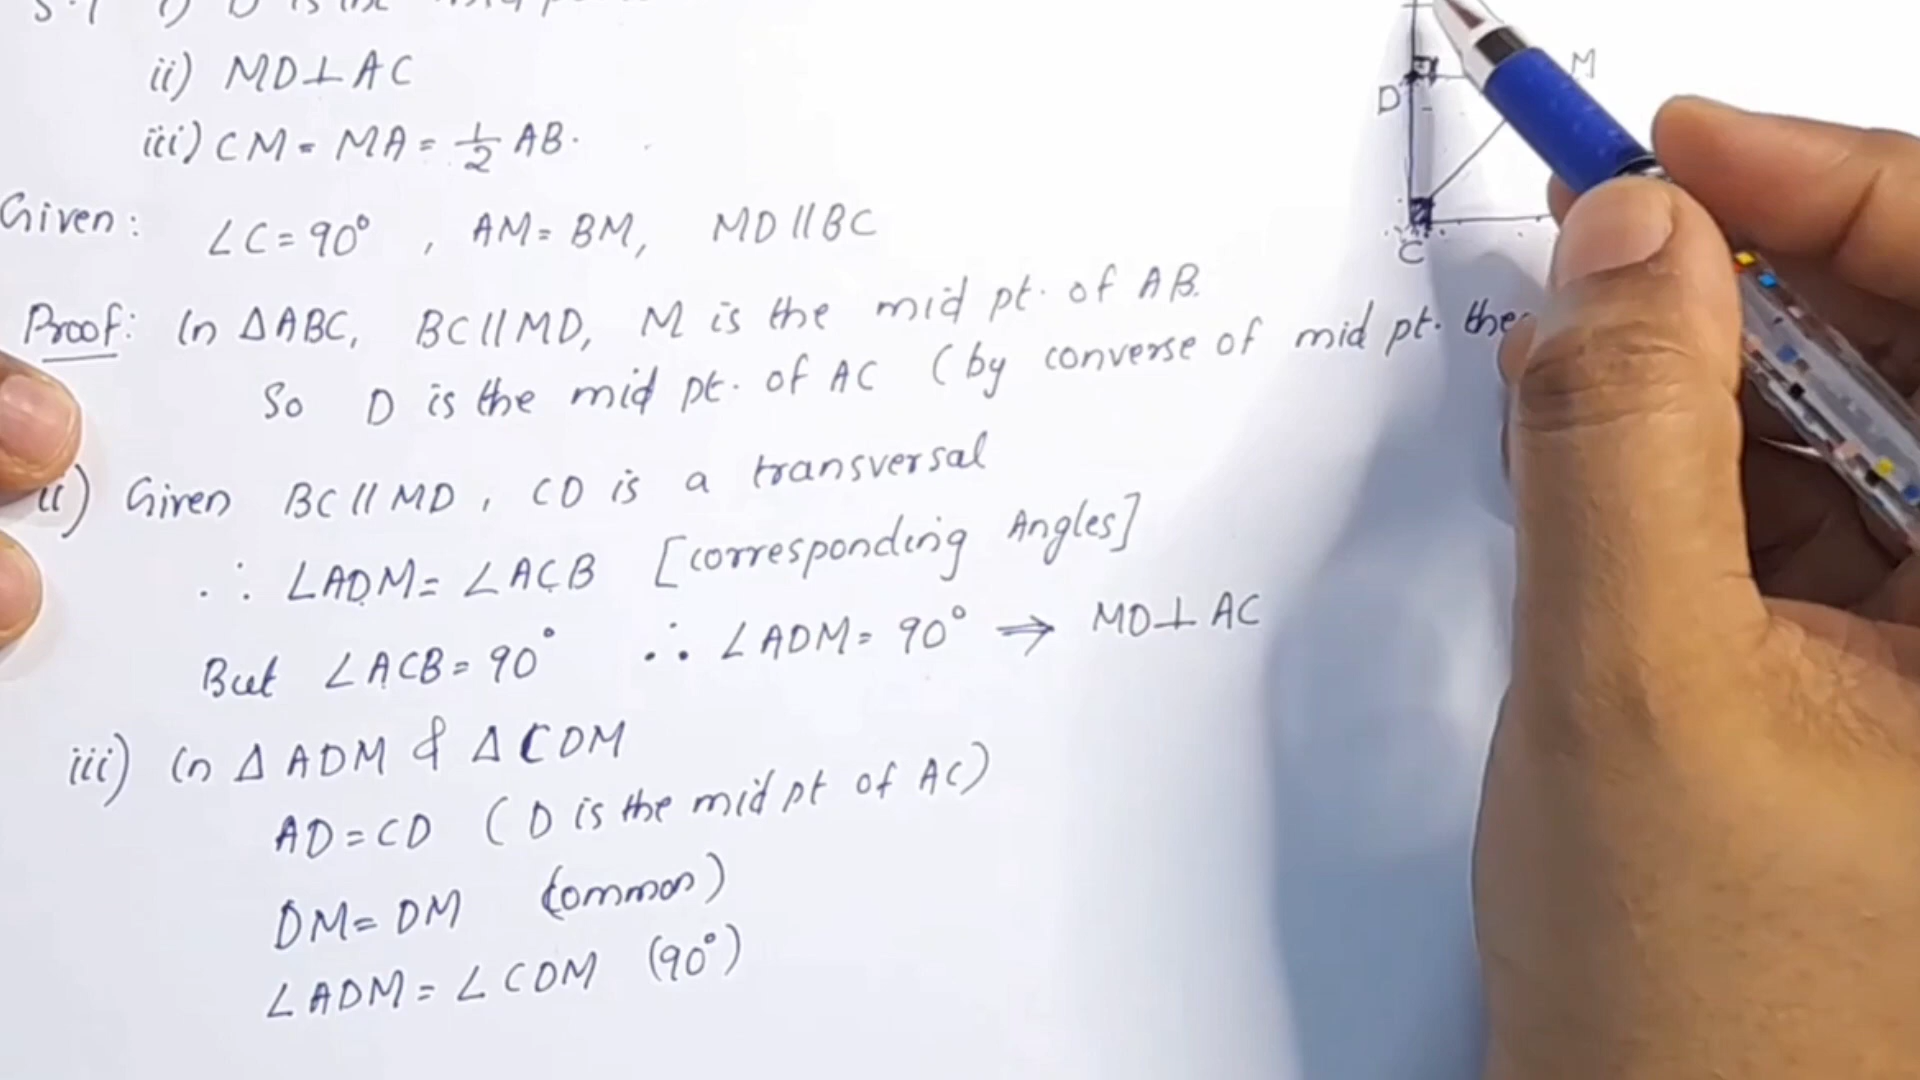 ii) MD⊥AC
iii) CM = MA = 1/2 AB.
Given: ∠C = 90°, AM = BM, MD // BC
Proof: In ΔABC, BC//MD, M is the mid pt. of AB.
So D is the mid pt. of AC (by converse of mid pt.
ii) Given BC // MD, CD is a transversal
∴ ∠ADM = ∠ACB [corresponding Angles]
But ∠ACB = 90° ∴ ∠ADM = 90° ⇒ MD⊥AC
iii) In Δ ADM & Δ CDM
AD = CD (D is the mid pt of AC)
DM = DM (common)
∠ADM = ∠CDM (90°)
M
D
C